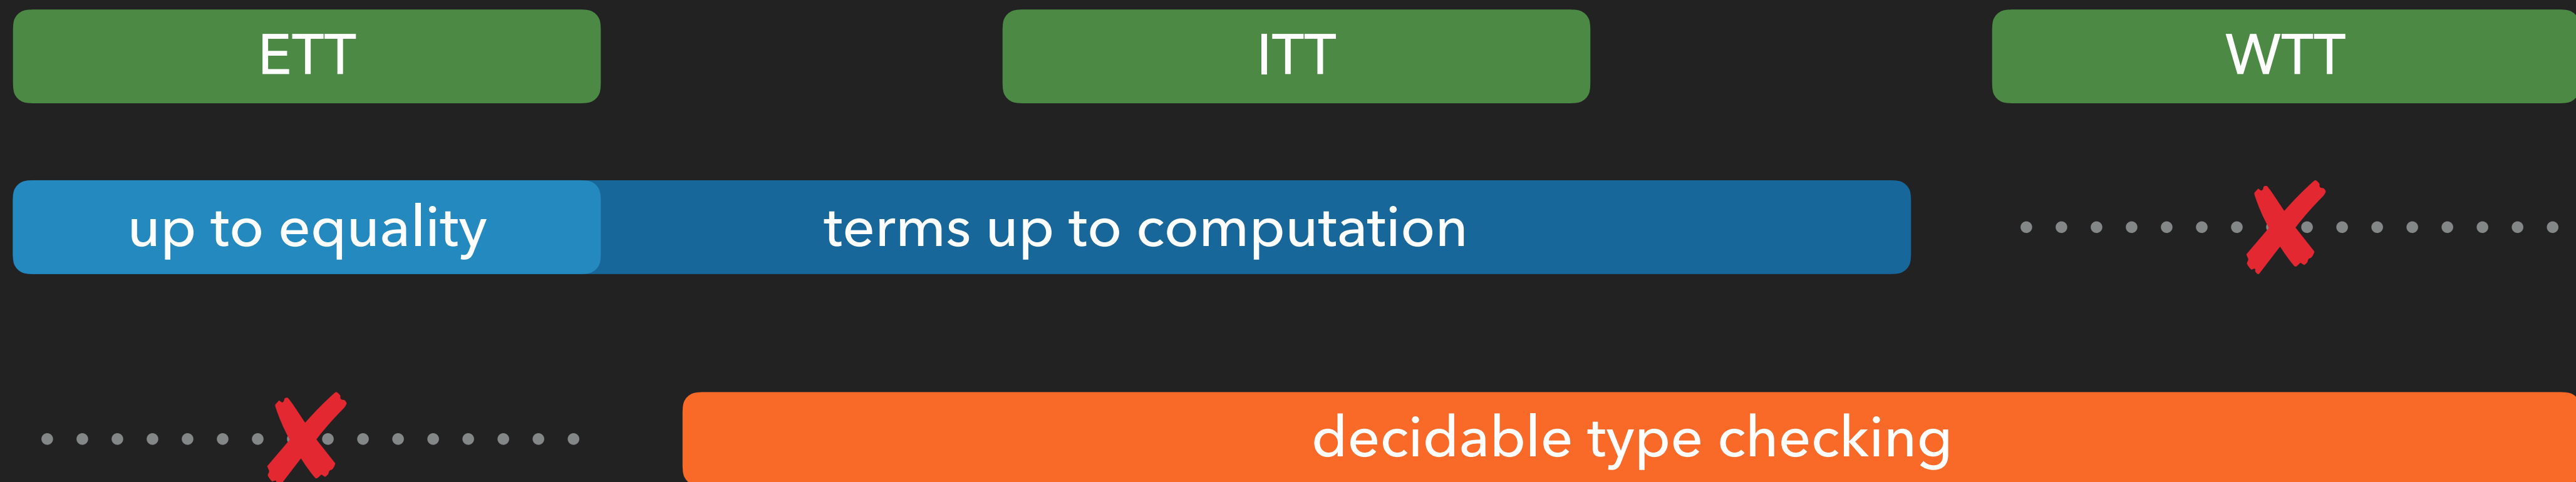 ETT
ITT
WTT
up to equality
terms up to computation
decidable type checking